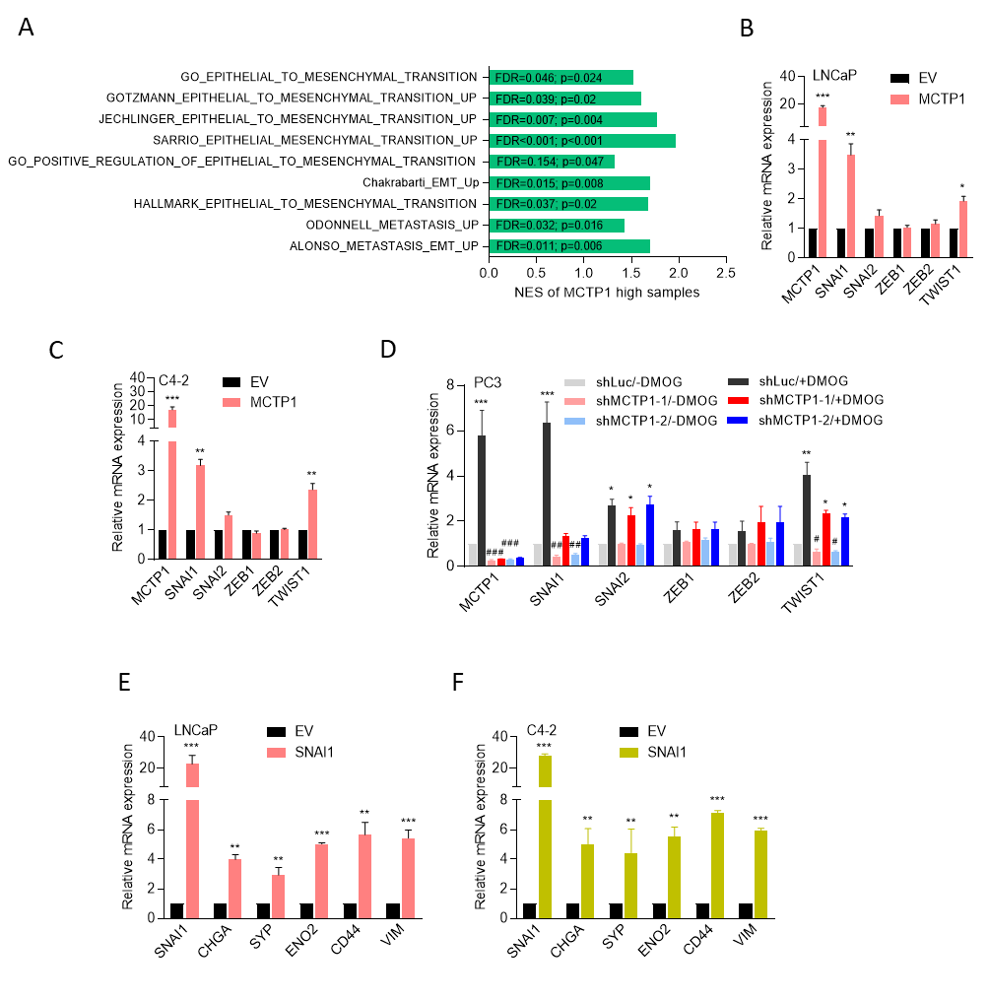 A
GO_EPITHELIAL_TO_MESENCHYMAL_TRANSITION
FDR=0.046; p=0.024
GOTZMANN_EPITHELIAL_TO_MESENCHYMAL_TRANSITION_UP
FDR=0.039; p=0.02
JECHLINGER_EPITHELIAL_TO_MESENCHYMAL_TRANSITION_UP
FDR=0.007; p=0.004
SARRIO_EPITHELIAL_MESENCHYMAL_TRANSITION_UP
FDR<0.001; p<0.001
GO_POSITIVE_REGULATION_OF_EPITHELIAL_TO_MESENCHYMAL_TRANSITION
FDR=0.154; p=0.047
Chakrabarti_EMT_Up
FDR=0.015; p=0.008
HALLMARK_EPITHELIAL_TO_MESENCHYMAL_TRANSITION
FDR=0.037; p=0.02
ODONNELL_METASTASIS_UP
FDR=0.032; p=0.016
ALONSO_METASTASIS_EMT_UP
FDR=0.011; p=0.006
0.0 0.5 1.0 1.5 2.0 2.5
NES of MCTP1 high samples
B
LNCaP
EV
MCTP1
Relative mRNA expression
40
20
4
3
2
1
0
***
**
*
MCTP1 SNAI1 SNAI2 ZEB1 ZEB2 TWIST1
C
C4-2
EV
MCTP1
Relative mRNA expression
40
30
20
10
4
3
2
1
0
***
**
**
MCTP1 SNAI1 SNAI2 ZEB1 ZEB2 TWIST1
D
PC3
shLuc/-DMOG
shLuc/+DMOG
shMCTP1-1/-DMOG
shMCTP1-1/+DMOG
shMCTP1-2/-DMOG
shMCTP1-2/+DMOG
Relative mRNA expression
8
6
4
2
0
***
###
###
***
##
##
*
*
*
**
#
*
#
*
MCTP1 SNAI1 SNAI2 ZEB1 ZEB2 TWIST1
E
LNCaP
EV
SNAI1
Relative mRNA expression
40
20
8
6
4
2
0
***
**
**
***
**
***
SNAI1 CHGA SYP ENO2 CD44 VIM
F
C4-2
EV
SNAI1
Relative mRNA expression
40
20
8
6
4
2
0
***
**
**
**
***
***
SNAI1 CHGA SYP ENO2 CD44 VIM